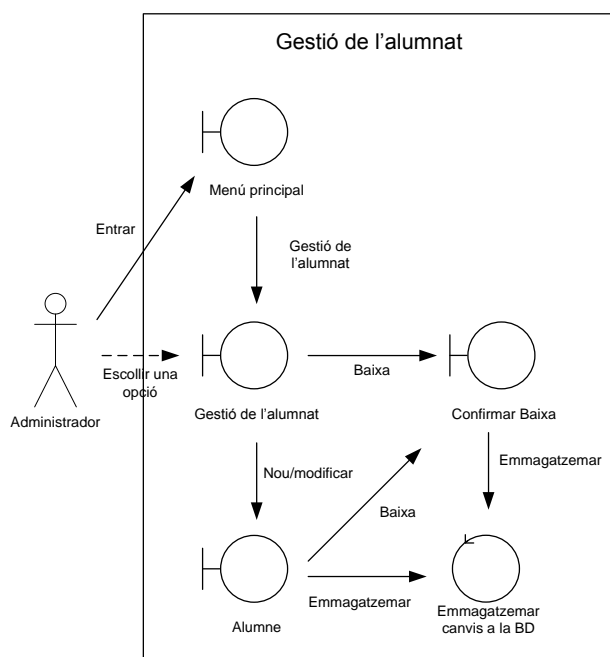 Gestió de l'alumnat
Menú principal
Entrar
Gestió de
l'alumnat
Escollir una
opció
Administrador
Baixa
Gestió de l'alumnat
Confirmar Baixa
Nou/modificar
Emmagatzemar
Baixa
Emmagatzemar
Alumne
Emmagatzemar
canvis a la BD